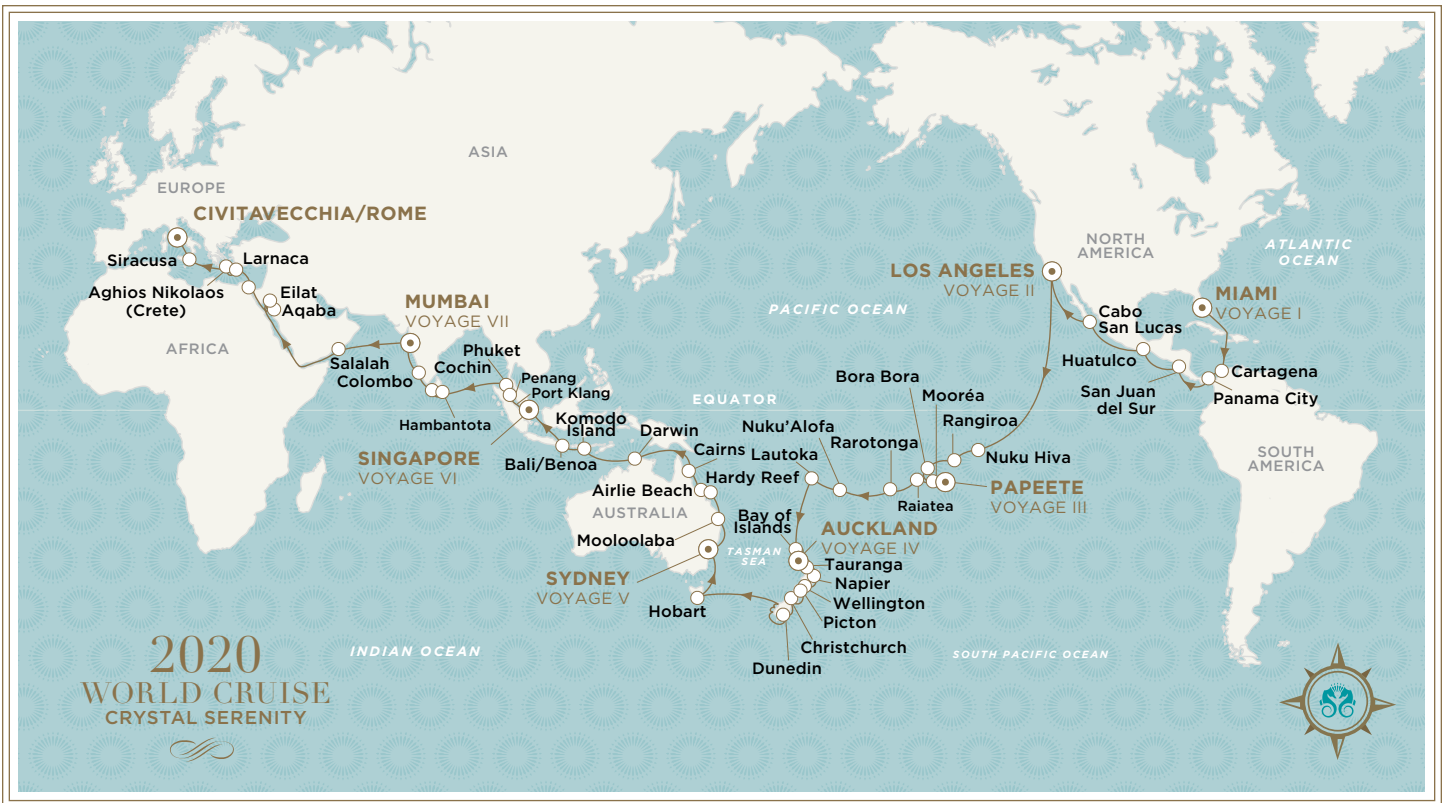 ASIA
EUROPE
CIVITAVECCHIA/ROME
Siracusa
Larnaca
Aghios Nikolaos
(Crete)
Eilat
Aqaba
AFRICA
MUMBAI
VOYAGE VII
Salalah
Colombo
Cochin
Phuket
Penang
Port Klang
Hambantota
SINGAPORE
VOYAGE VI
Komodo
Island
Bali/Benoa
Darwin
Cairns
Hardy Reef
Airlie Beach
AUSTRALIA
Mooloolaba
SYDNEY
VOYAGE V
Hobart
TASMAN
SEA
EQUATOR
PACIFIC OCEAN
Nuku'Alofa
Lautoka
Rarotonga
Bay of
Islands
AUCKLAND
VOYAGE IV
Tauranga
Napier
Wellington
Picton
Christchurch
Dunedin
Bora Bora
Mooréa
Rangiroa
Nuku Hiva
Raiatea
PAPEETE
VOYAGE III
LOS ANGELES
VOYAGE II
NORTH
AMERICA
ATLANTIC
OCEAN
MIAMI
VOYAGE I
Cabo
San Lucas
Huatulco
San Juan
del Sur
Cartagena
Panama City
SOUTH
AMERICA
INDIAN OCEAN
SOUTH PACIFIC OCEAN
2020
WORLD CRUISE
CRYSTAL SERENITY